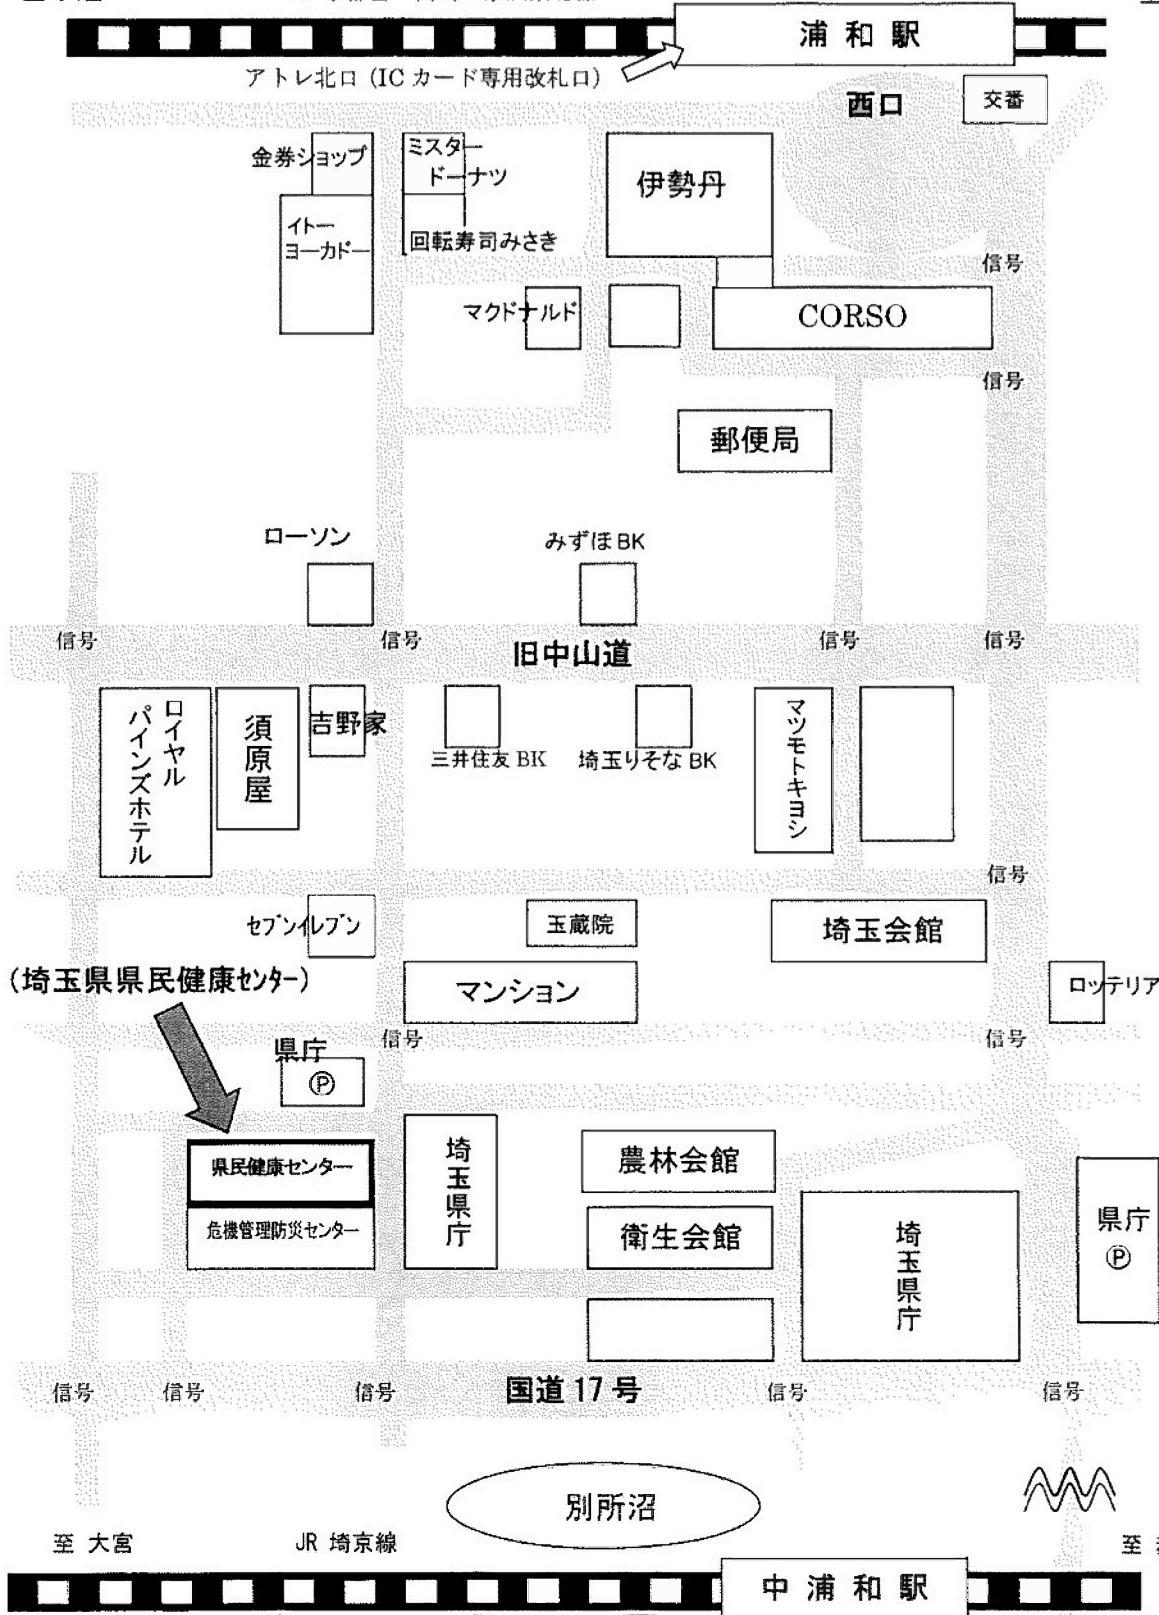 浦和駅
アトレ北口 (IC カード専用改札口)
西口
交番
金券ショップ
ミスター
ドーナツ
伊勢丹
イトー
ヨーカドー
回転寿司みさき
信号
マクドナルド
CORSO
信号
郵便局
ローソン
みずほ BK
信号
信号
旧中山道
信号
信号
ロイヤル
パインズホテル
須原屋
吉野家
三井住友 BK
埼玉りそな BK
マツモトキヨシ
信号
セブンイレブン
玉蔵院
埼玉会館
(埼玉県県民健康センター)
マンション
ロッテリア
信号
信号
県庁
Ⓟ
県民健康センター
危機管理防災センター
埼玉県庁
農林会館
衛生会館
埼玉県庁
県庁
Ⓟ
信号
信号
信号
国道 17 号
信号
信号
別所沼
至 大宮
JR 埼京線
至
中浦和駅